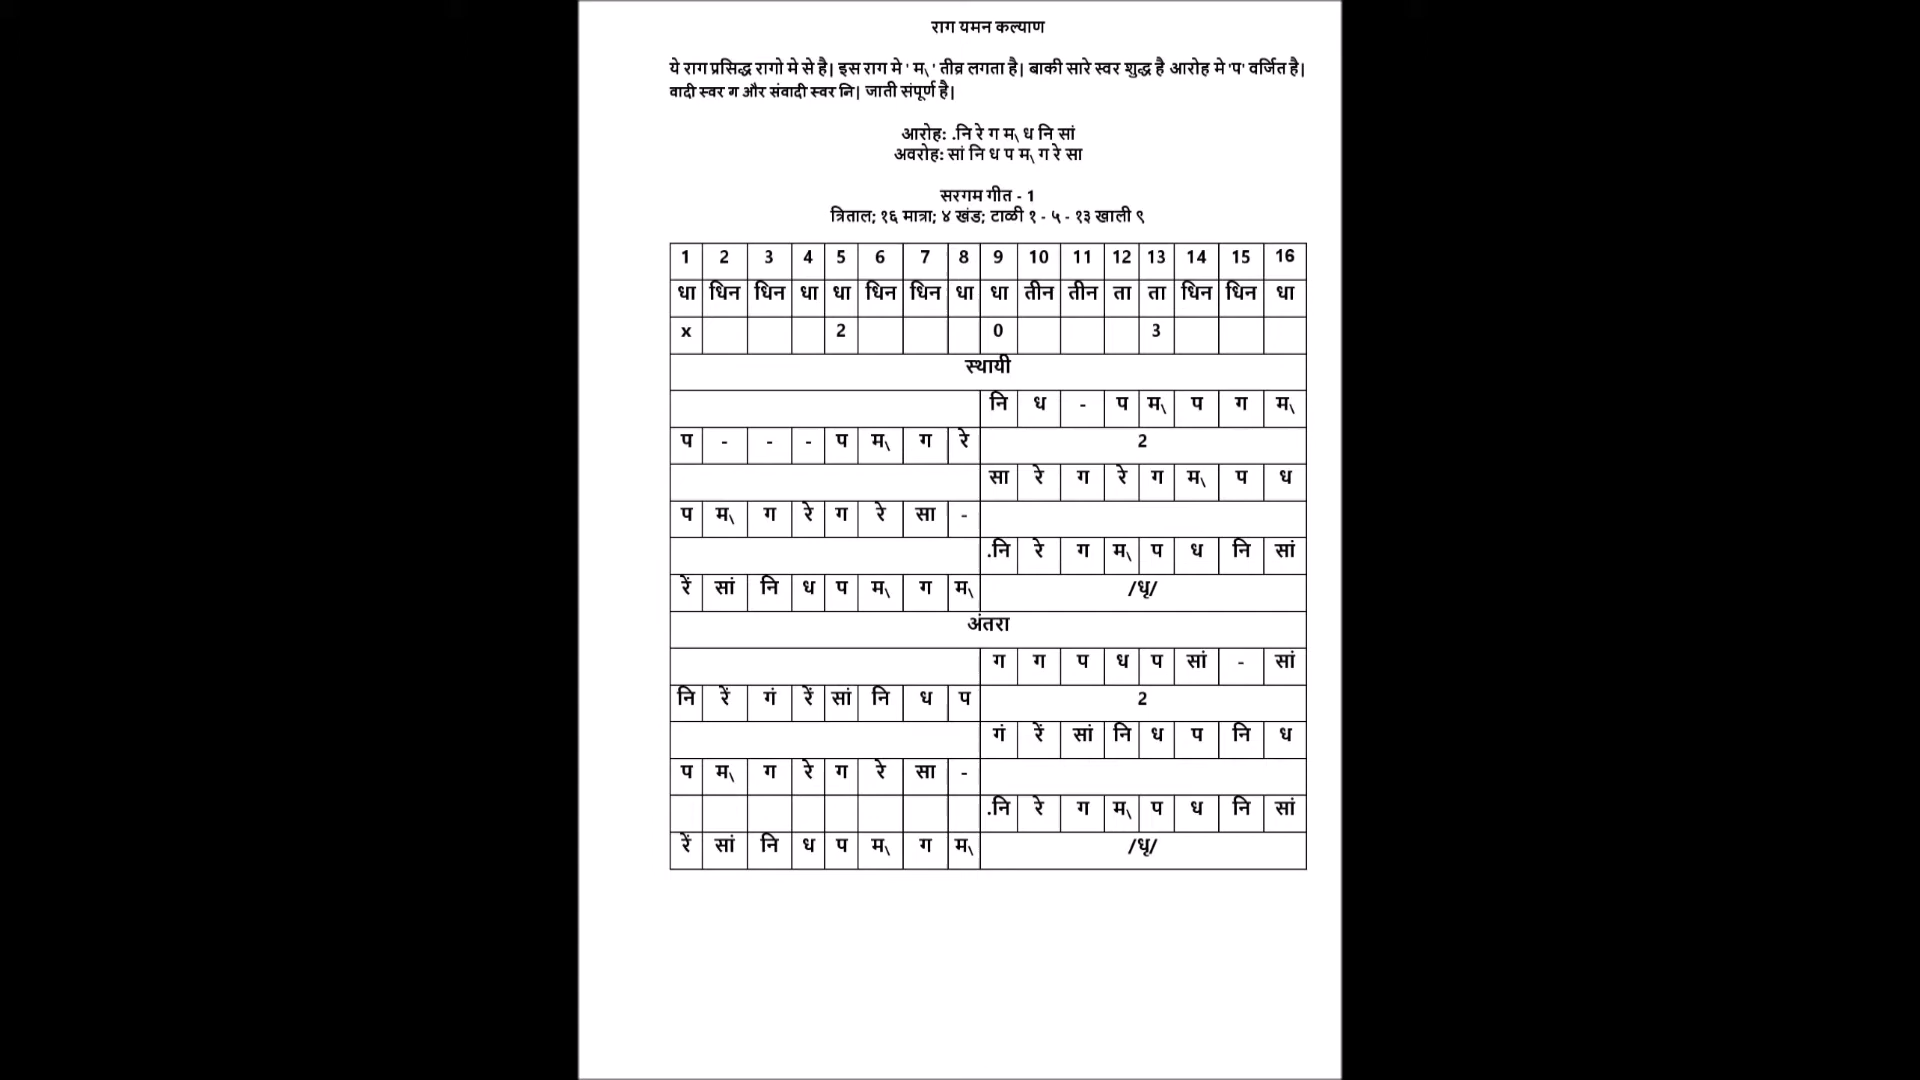 राग यमन कल्याण
ये राग प्रसिद्ध रागो मे से है| इस राग मे ' म\ ' तीव्र लगता है| बाकी सारे स्वर शुद्ध है आरोह मे 'प' वर्जित है|
वादी स्वर ग और संवादी स्वर नि| जाती संपूर्ण है|
आरोह: .नि रे ग म\ ध नि सां
अवरोह: सां नि ध प म\ ग रे सा
सरगम गीत - 1
त्रिताल; १६ मात्रा; ४ खंड; टाळी १ - ५ - १३ खाली ९
1 2 3 4 5 6 7 8 9 10 11 12 13 14 15 16
धा धिन धिन धा धा धिन धिन धा धा तीन तीन ता ता धिन धिन धा
x 2 0 3
स्थायी
नि ध - प म\ प ग म\
प - - - प म\ ग रे 2
सा रे ग रे ग म\ प ध
प म\ ग रे ग रे सा -
.नि रे ग म\ प ध नि सां
रें सां नि ध प म\ ग म\ /धृ/
अंतरा
ग ग प ध प सां - सां
नि रें गं रें सां नि ध प 2
गं रें सां नि ध प नि ध
प म\ ग रे ग रे सा -
.नि रे ग म\ प ध नि सां
रें सां नि ध प म\ ग म\ /धृ/